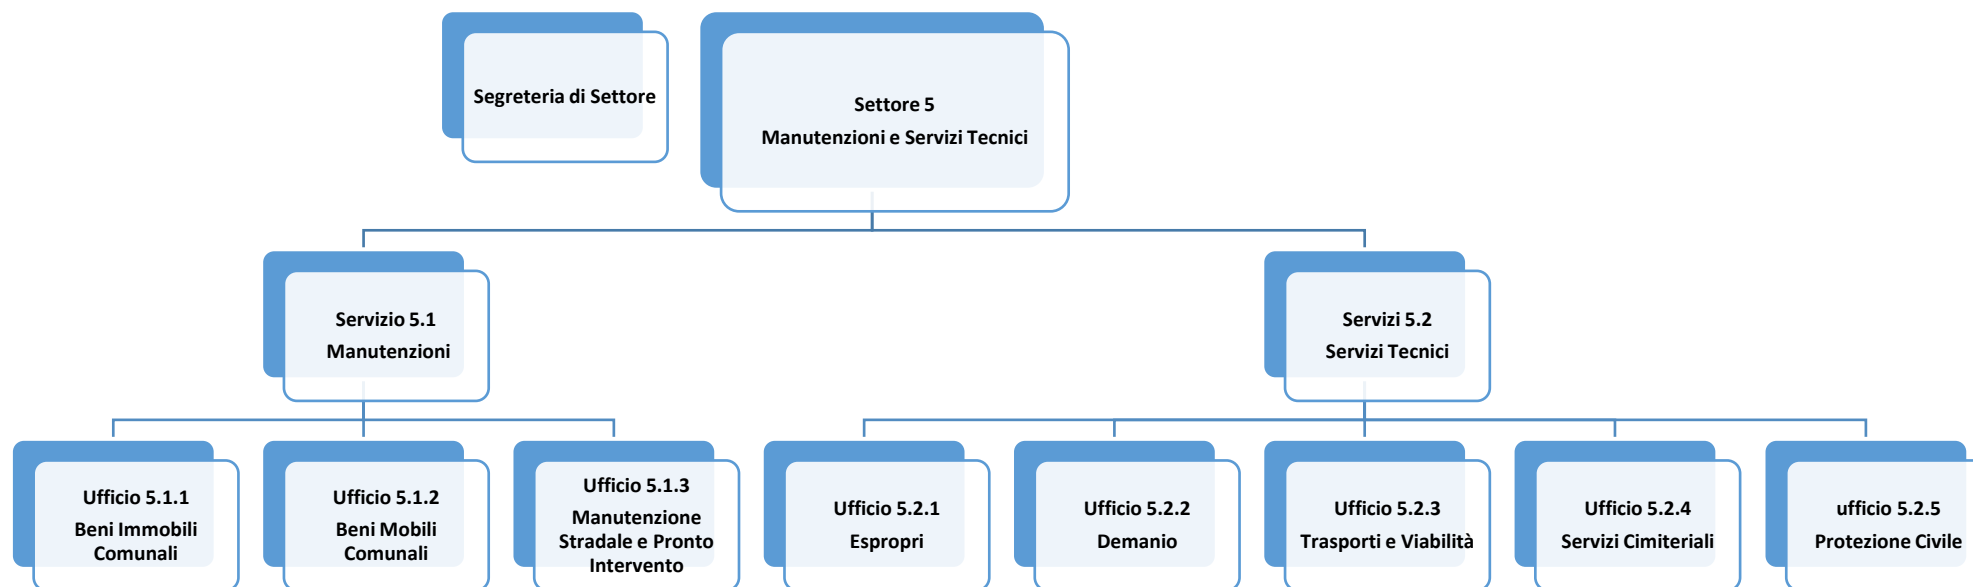 Segreteria di Settore
Settore 5
Manutenzioni e Servizi Tecnici
Servizio 5.1
Manutenzioni
Servizi 5.2
Servizi Tecnici
Ufficio 5.1.1
Beni Immobili
Comunali
Ufficio 5.1.2
Beni Mobili
Comunali
Ufficio 5.1.3
Manutenzione
Stradale e Pronto
Intervento
Ufficio 5.2.1
Espropri
Ufficio 5.2.2
Demanio
Ufficio 5.2.3
Trasporti e Viabilità
Ufficio 5.2.4
Servizi Cimiteriali
ufficio 5.2.5
Protezione Civile